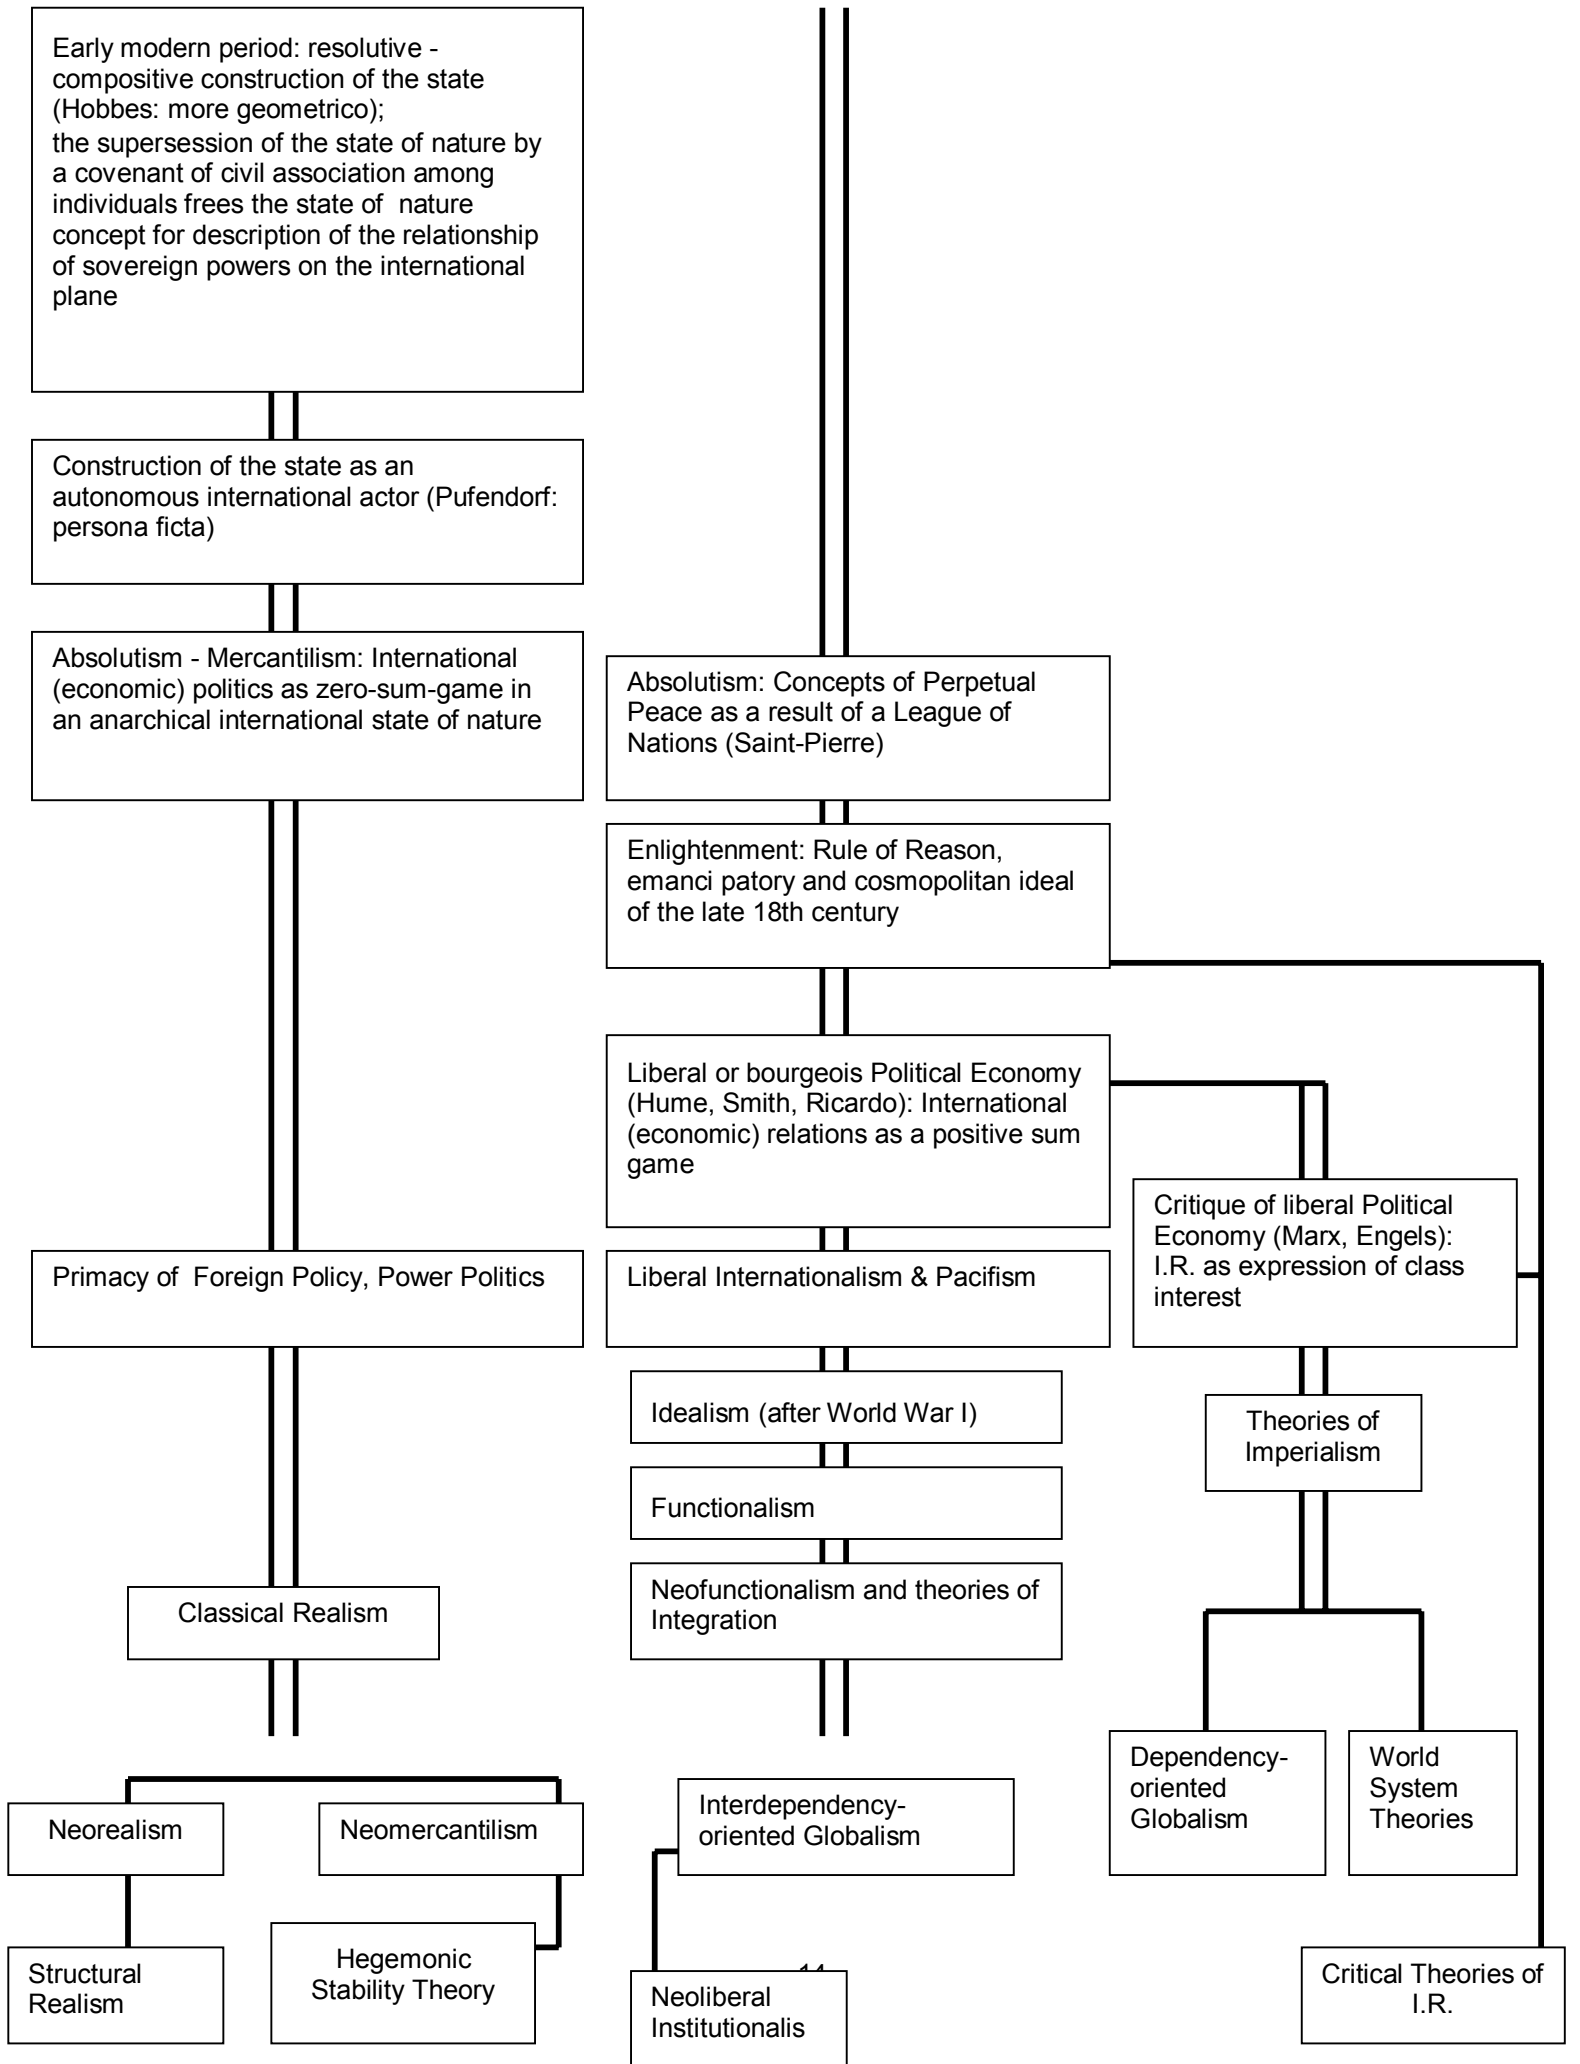 Early modern period: resolutive -
compositive construction of the state
(Hobbes: more geometrico);
the supersession of the state of nature by
a covenant of civil association among
individuals frees the state of  nature
concept for description of the relationship
of sovereign powers on the international
plane
Construction of the state as an
autonomous international actor (Pufendorf:
persona ficta)
Absolutism - Mercantilism: International
(economic) politics as zero-sum-game in
an anarchical international state of nature
Absolutism: Concepts of Perpetual
Peace as a result of a League of
Nations (Saint-Pierre)
Enlightenment: Rule of Reason,
emanci patory and cosmopolitan ideal
of the late 18th century
Liberal or bourgeois Political Economy
(Hume, Smith, Ricardo): International
(economic) relations as a positive sum
game
Critique of liberal Political
Economy (Marx, Engels):
I.R. as expression of class
interest
Primacy of  Foreign Policy, Power Politics
Liberal Internationalism & Pacifism
Idealism (after World War I)
Theories of
Imperialism
Functionalism
Neofunctionalism and theories of
Integration
Classical Realism
Dependency-
oriented
Globalism
World
System
Theories
Interdependency-
oriented Globalism
Neorealism
Neomercantilism
Structural
Realism
Hegemonic
Stability Theory
14
Neoliberal
Institutionalis
Critical Theories of
I.R.